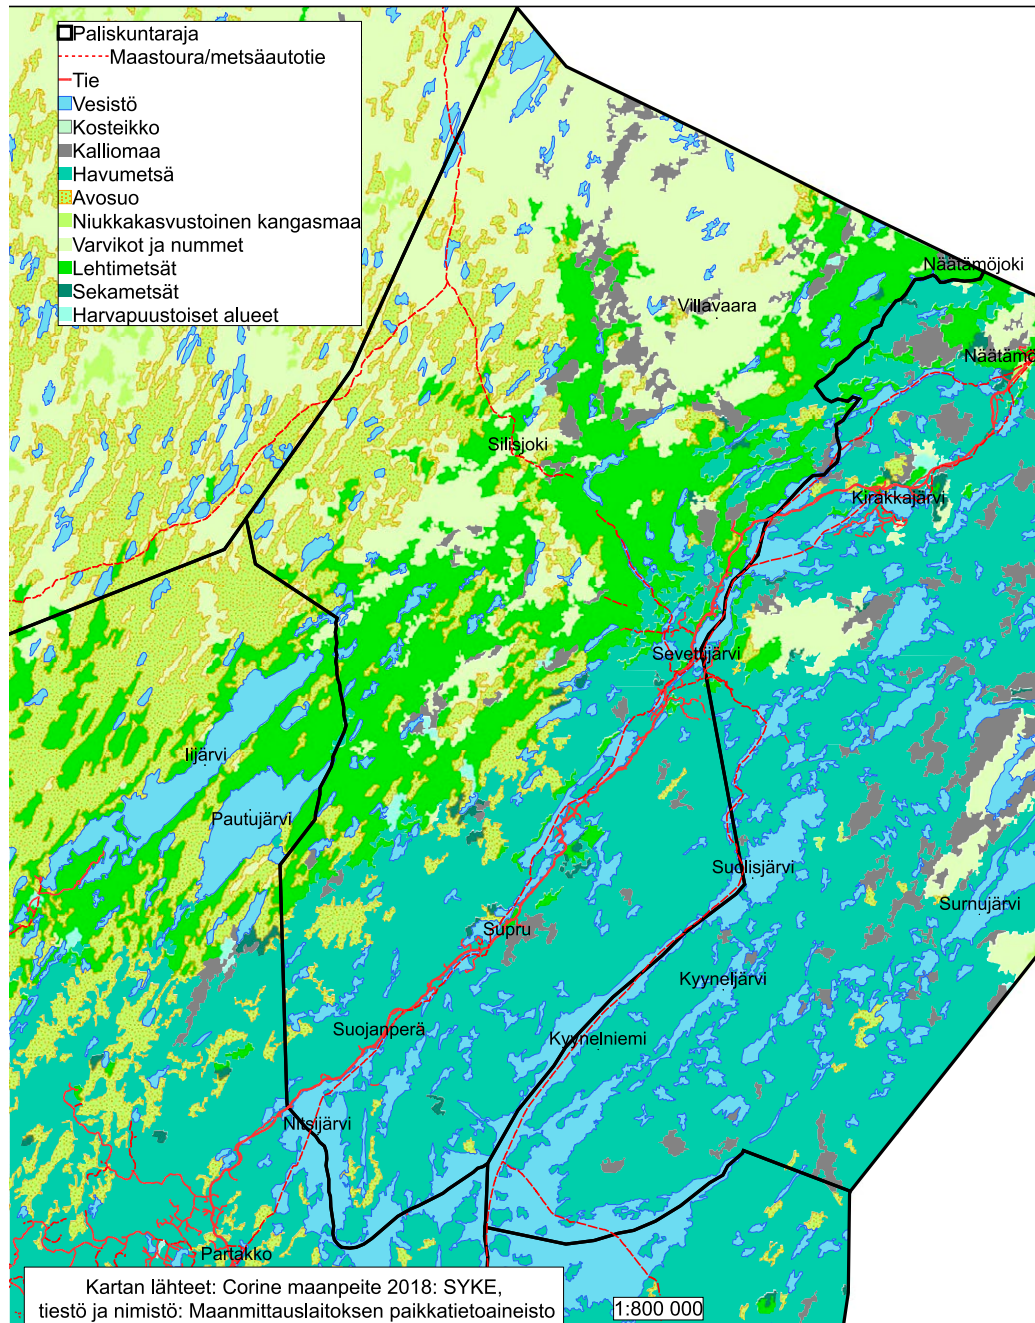 Paliskuntaraja
Maastoura/metsäautotie
Tie
Vesistö
Kosteikko
Kalliomaa
Havumetsä
Avosuo
Niukkakasvustoinen kangasmaa
Varvikot ja nummet
Lehtimetsät
Sekametsät
Harvapuustoiset alueet
Näätämöjoki
Villavaara
Näätämö
Silisjoki
Kirakkajärvi
Sevettijärvi
Iijärvi
Pautujärvi
Suolisjärvi
Surnujärvi
Supru
Kyyneljärvi
Suojanperä
Kyynelniemi
Nitsijärvi
Partakko
Kartan lähteet: Corine maanpeite 2018: SYKE,
tiestö ja nimistö: Maanmittauslaitoksen paikkatietoaineisto
1:800 000